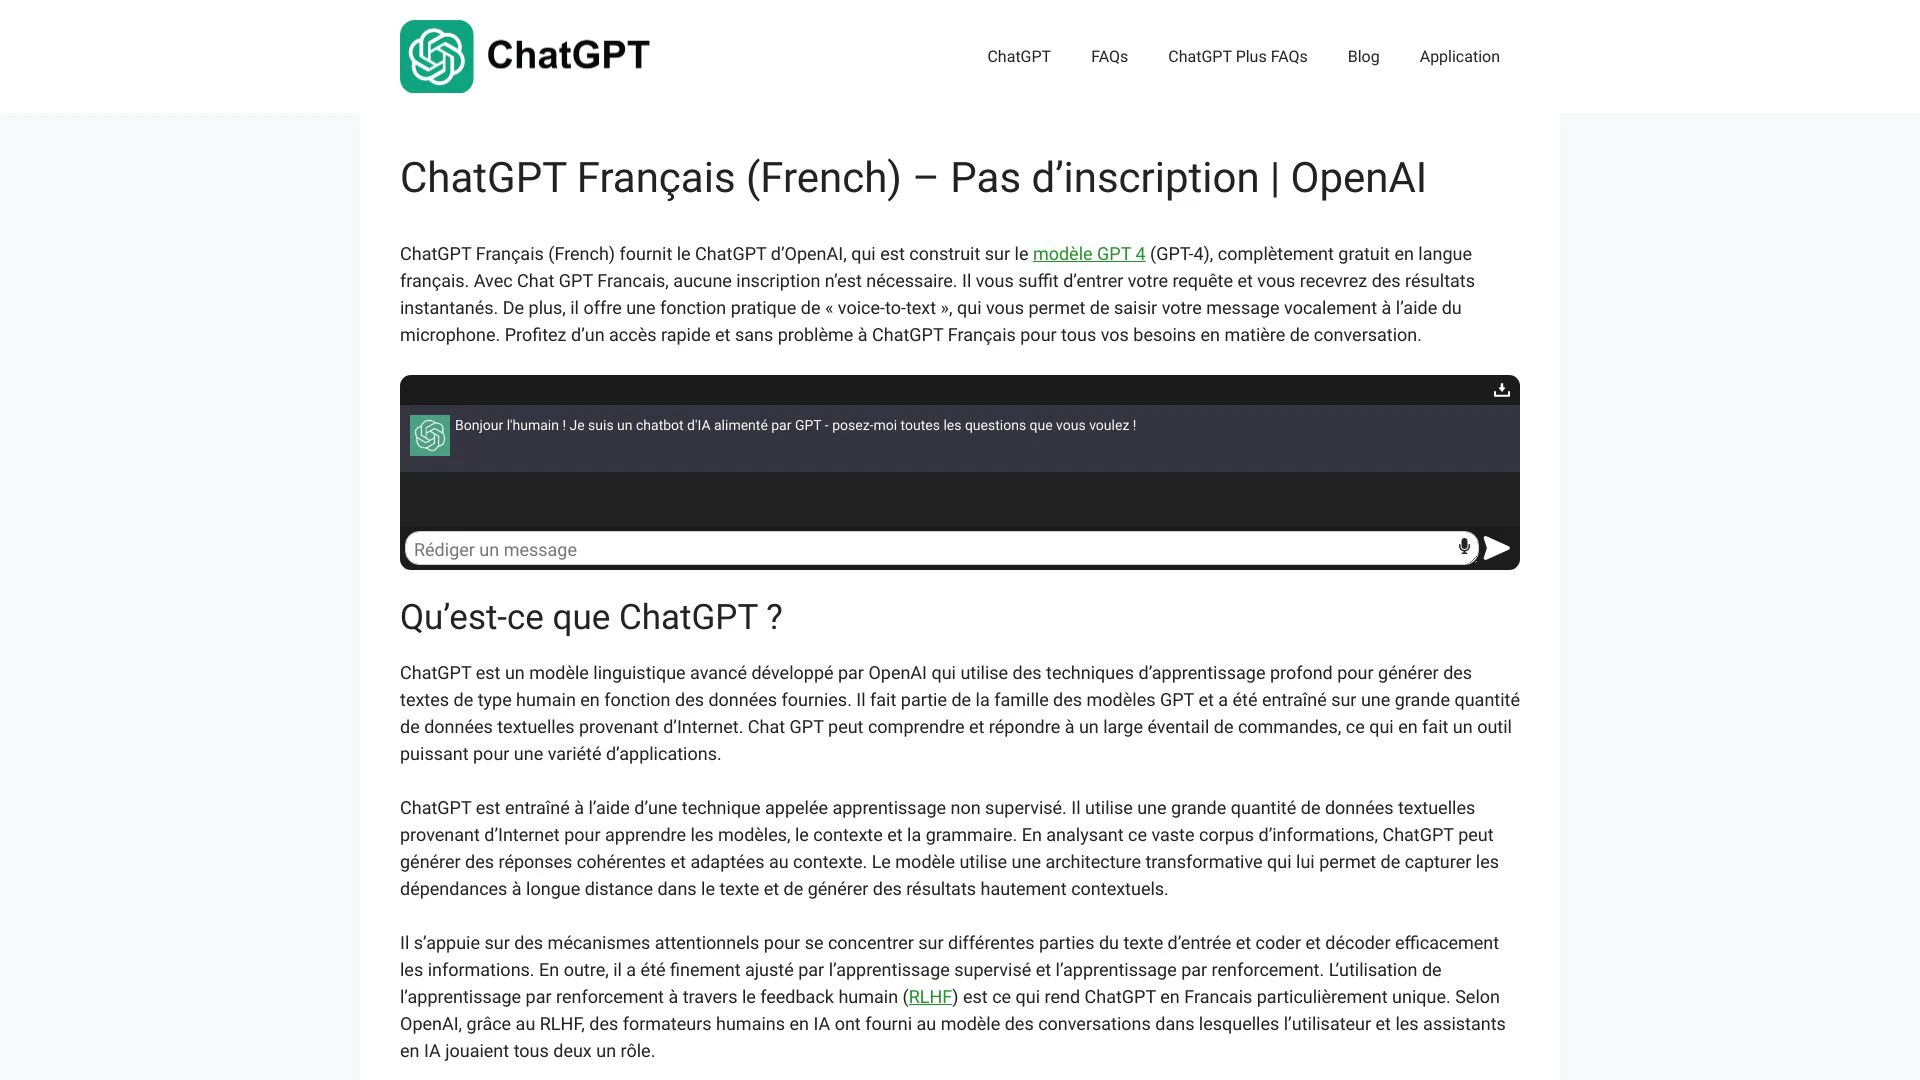 ChatGPT
ChatGPT
FAQs
ChatGPT Plus FAQs
Blog
Application
ChatGPT Français (French) – Pas d’inscription | OpenAI
ChatGPT Français (French) fournit le ChatGPT d’OpenAI, qui est construit sur le modèle GPT 4 (GPT-4), complètement gratuit en langue
français. Avec Chat GPT Francais, aucune inscription n’est nécessaire. Il vous suffit d’entrer votre requête et vous recevrez des résultats
instantanés. De plus, il offre une fonction pratique de « voice-to-text », qui vous permet de saisir votre message vocalement à l’aide du
microphone. Profitez d’un accès rapide et sans problème à ChatGPT Français pour tous vos besoins en matière de conversation.
Bonjour l'humain ! Je suis un chatbot d'IA alimenté par GPT - posez-moi toutes les questions que vous voulez !
Rédiger un message
Qu’est-ce que ChatGPT ?
ChatGPT est un modèle linguistique avancé développé par OpenAI qui utilise des techniques d’apprentissage profond pour générer des
textes de type humain en fonction des données fournies. Il fait partie de la famille des modèles GPT et a été entraîné sur une grande quantité
de données textuelles provenant d’Internet. Chat GPT peut comprendre et répondre à un large éventail de commandes, ce qui en fait un outil
puissant pour une variété d’applications.
ChatGPT est entraîné à l’aide d’une technique appelée apprentissage non supervisé. Il utilise une grande quantité de données textuelles
provenant d’Internet pour apprendre les modèles, le contexte et la grammaire. En analysant ce vaste corpus d’informations, ChatGPT peut
générer des réponses cohérentes et adaptées au contexte. Le modèle utilise une architecture transformative qui lui permet de capturer les
dépendances à longue distance dans le texte et de générer des résultats hautement contextuels.
Il s’appuie sur des mécanismes attentionnels pour se concentrer sur différentes parties du texte d’entrée et coder et décoder efficacement
les informations. En outre, il a été finement ajusté par l’apprentissage supervisé et l’apprentissage par renforcement. L’utilisation de
l’apprentissage par renforcement à travers le feedback humain (RLHF) est ce qui rend ChatGPT en Francais particulièrement unique. Selon
OpenAI, grâce au RLHF, des formateurs humains en IA ont fourni au modèle des conversations dans lesquelles l’utilisateur et les assistants
en IA jouaient tous deux un rôle.